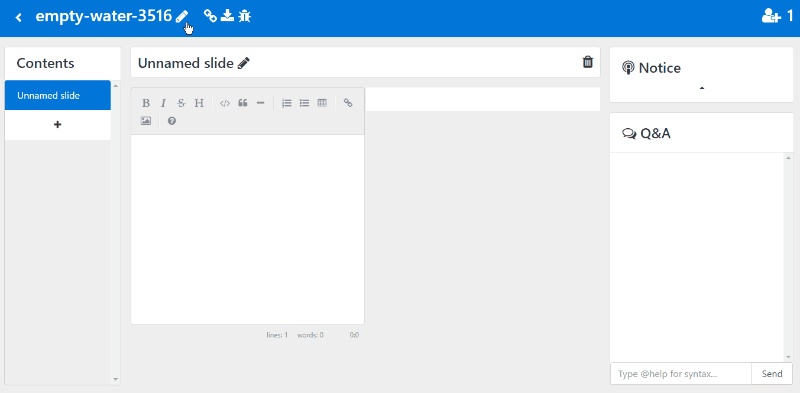 empty-water-3516
1
Contents
Unnamed slide
Unnamed slide
B I S H
lines: 1 words: 0 0:0
Notice
Q&A
Type @help for syntax...
Send